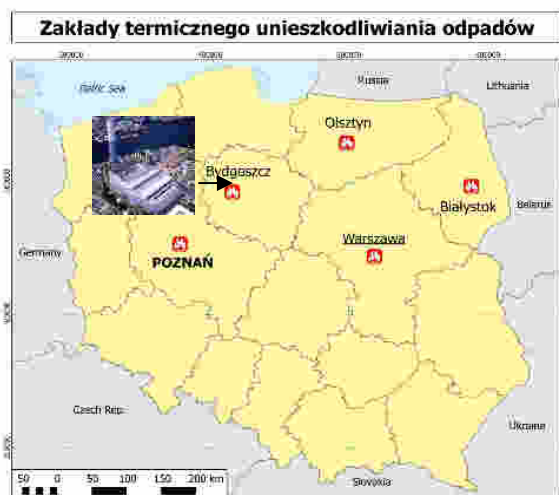 Zakłady termicznego unieszkodliwiania odpadów
Russia
Lithuania
Baltic Sea
Olsztyn
Bydgoszcz
Białystok
Belarus
Warszawa
Germany
POZNAŃ
Czech Rep.
Ukraine
Slovakia
50 0 50 100 150 200 km